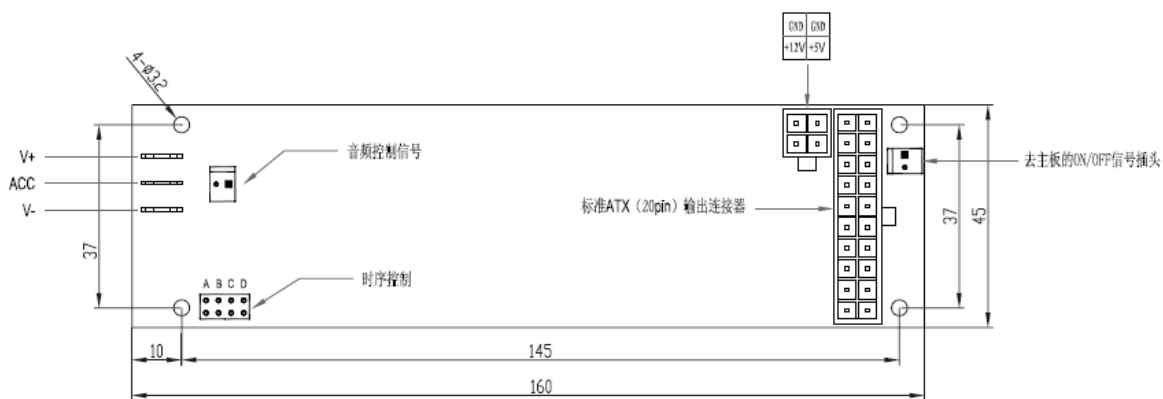 GND GND
+12V +5V
4-ø3.2
V+
ACC
V-
音频控制信号
去主板的ON/OFF信号插头
标准ATX（20pin）输出连接器
37
37
45
A B C D
时序控制
10
145
160